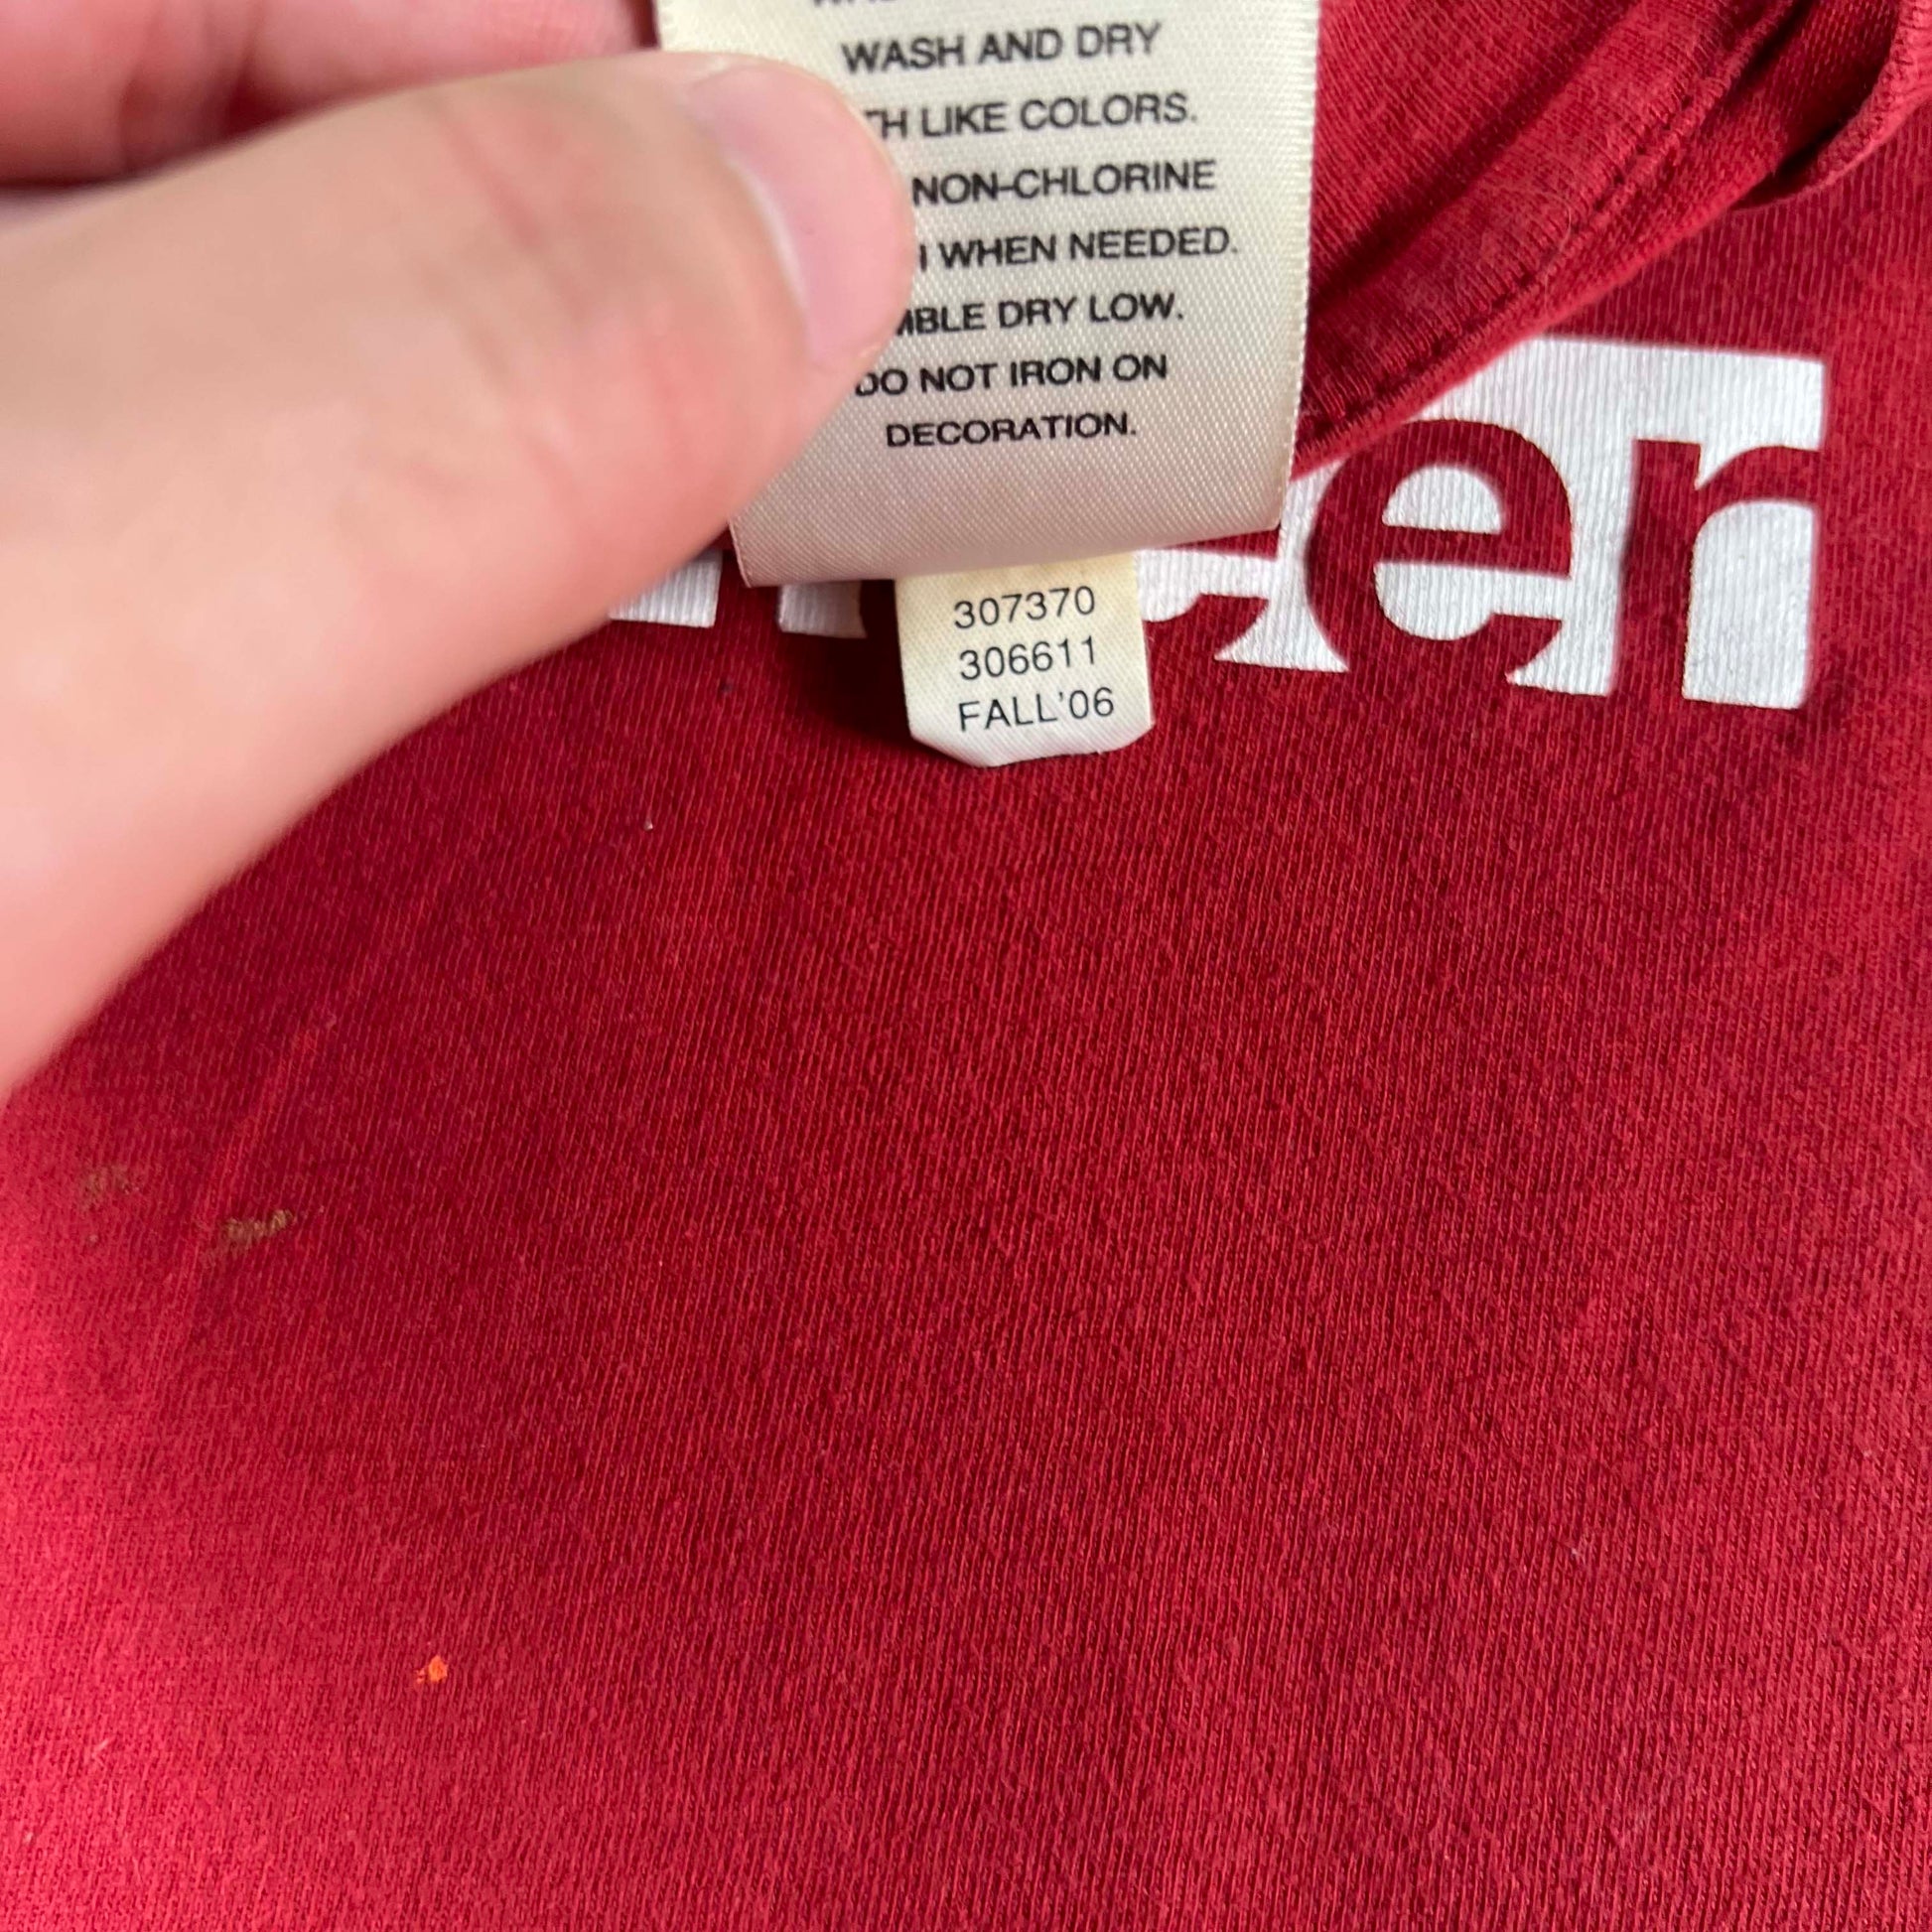 WASH AND DRY
TH LIKE COLORS.
NON-CHLORINE
WHEN NEEDED.
MBLE DRY LOW.
DO NOT IRON ON
DECORATION.
307370
306611
FALL'06
er